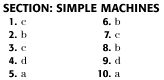 SECTION: SIMPLE MACHINES
1. c
2. b
3. c
4. d
5. a
6. b
7. c
8. b
9. d
10. a